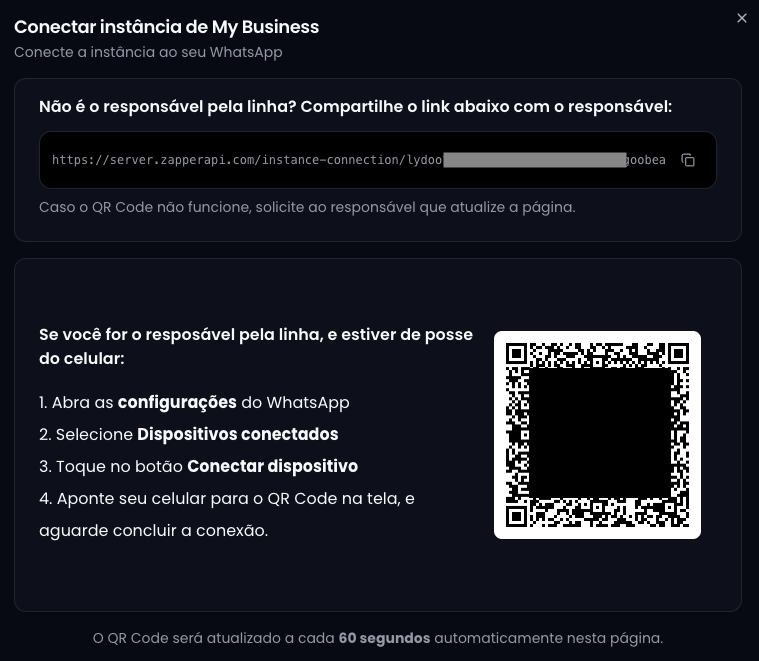 Conectar instância de My Business
Conecte a instância ao seu WhatsApp
Não é o responsável pela linha? Compartilhe o link abaixo com o responsável:
https://server.zapperapi.com/instance-connection/lydoo goobea
Caso o QR Code não funcione, solicite ao responsável que atualize a página.
Se você for o resposável pela linha, e estiver de posse
do celular:
1. Abra as configurações do WhatsApp
2. Selecione Dispositivos conectados
3. Toque no botão Conectar dispositivo
4. Aponte seu celular para o QR Code na tela, e
aguarde concluir a conexão.
O QR Code será atualizado a cada 60 segundos automaticamente nesta página.